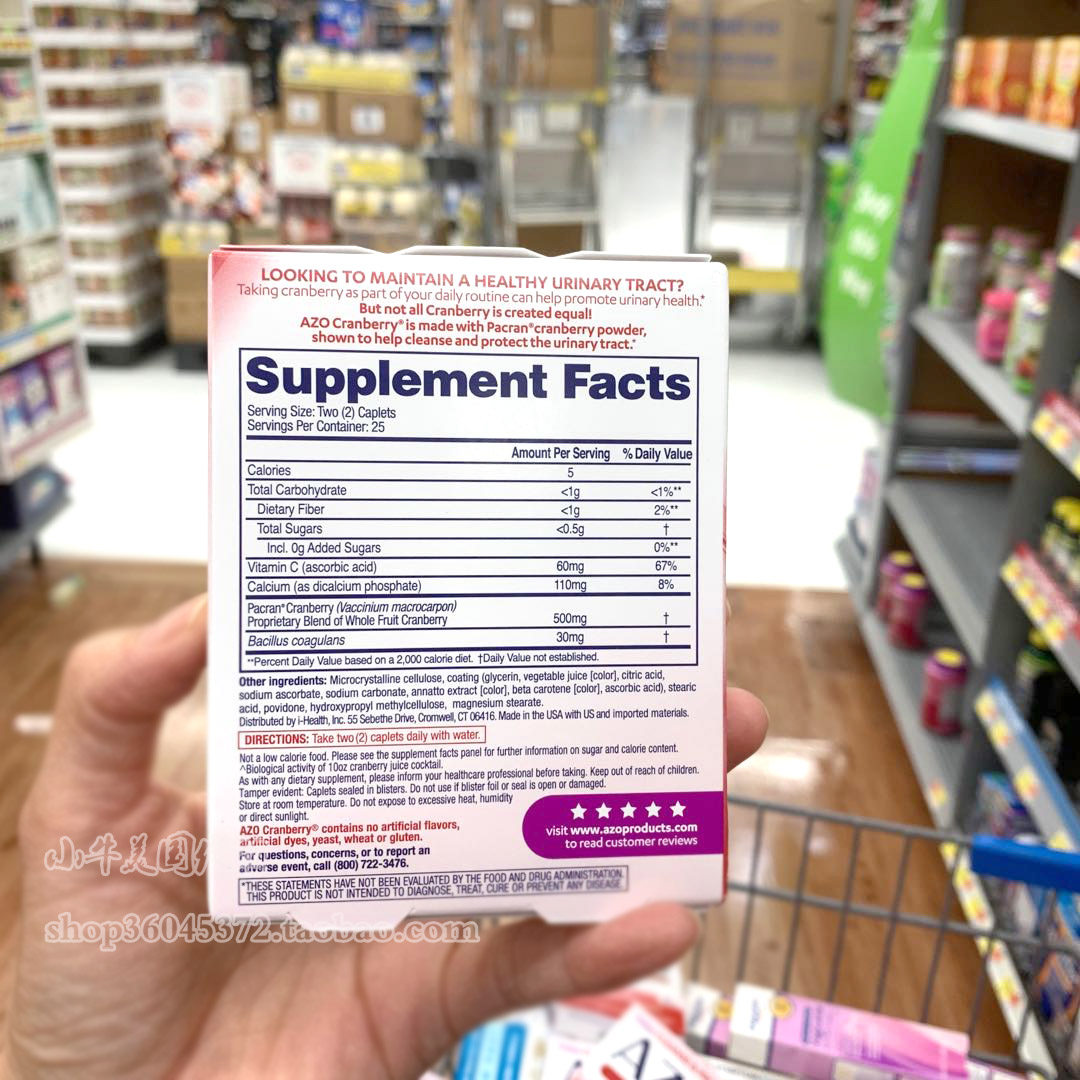 LOOKING TO MAINTAIN A HEALTHY URINARY TRACT?
Taking cranberry as part of your daily routine can help promote urinary health.*
But not all Cranberry is created equal!
AZO Cranberry® is made with Pacran® cranberry powder,
shown to help cleanse and protect the urinary tract.*
Supplement Facts
Serving Size: Two (2) Caplets
Servings Per Container: 25
Amount Per Serving % Daily Value
Calories 5
Total Carbohydrate <1g <1%**
Dietary Fiber <1g 2%**
Total Sugars <0.5g †
Incl. 0g Added Sugars 0%**
Vitamin C (ascorbic acid) 60mg 67%
Calcium (as dicalcium phosphate) 110mg 8%
Pacran® Cranberry (Vaccinium macrocarpon)
Proprietary Blend of Whole Fruit Cranberry 500mg †
Bacillus coagulans 30mg †
**Percent Daily Value based on a 2,000 calorie diet. †Daily Value not established.
Other ingredients: Microcrystalline cellulose, coating (glycerin, vegetable juice [color], citric acid,
sodium ascorbate, sodium carbonate, annatto extract [color], beta carotene [color], ascorbic acid), stearic
acid, povidone, hydroxypropyl methylcellulose, magnesium stearate.
Distributed by i-Health, Inc. 55 Sebethe Drive, Cromwell, CT 06416. Made in the USA with US and imported materials.
DIRECTIONS: Take two (2) caplets daily with water.
Not a low calorie food. Please see the supplement facts panel for further information on sugar and calorie content.
^Biological activity of 10oz cranberry juice cocktail.
As with any dietary supplement, please inform your healthcare professional before taking. Keep out of reach of children.
Tamper evident: Caplets sealed in blisters. Do not use if blister foil or seal is open or damaged.
Store at room temperature. Do not expose to excessive heat, humidity
or direct sunlight.
AZO Cranberry® contains no artificial flavors,
artificial dyes, yeast, wheat or gluten.
For questions, concerns, or to report an
adverse event, call (800) 722-3476.
visit www.azoproducts.com
to read customer reviews
*THESE STATEMENTS HAVE NOT BEEN EVALUATED BY THE FOOD AND DRUG ADMINISTRATION.
THIS PRODUCT IS NOT INTENDED TO DIAGNOSE, TREAT, CURE OR PREVENT ANY DISEASE.
小牛美国
shop36045372.taobao.com